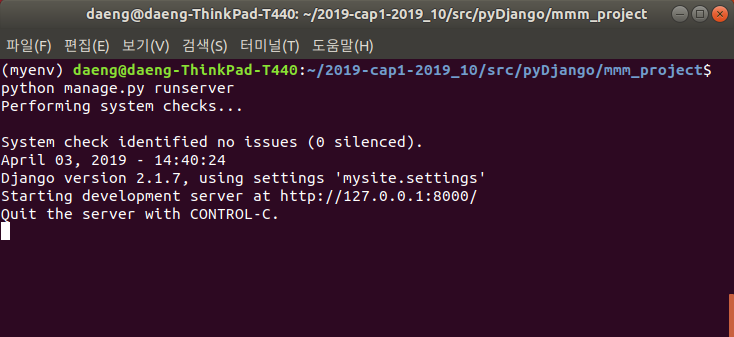 daeng@daeng-ThinkPad-T440: ~/2019-cap1-2019_10/src/pyDjango/mmm_project
파일(F) 편집(E) 보기(V) 검색(S) 터미널(T) 도움말(H)
(myenv) daeng@daeng-ThinkPad-T440:~/2019-cap1-2019_10/src/pyDjango/mmm_project$
python manage.py runserver
Performing system checks...
System check identified no issues (0 silenced).
April 03, 2019 - 14:40:24
Django version 2.1.7, using settings 'mysite.settings'
Starting development server at http://127.0.0.1:8000/
Quit the server with CONTROL-C.